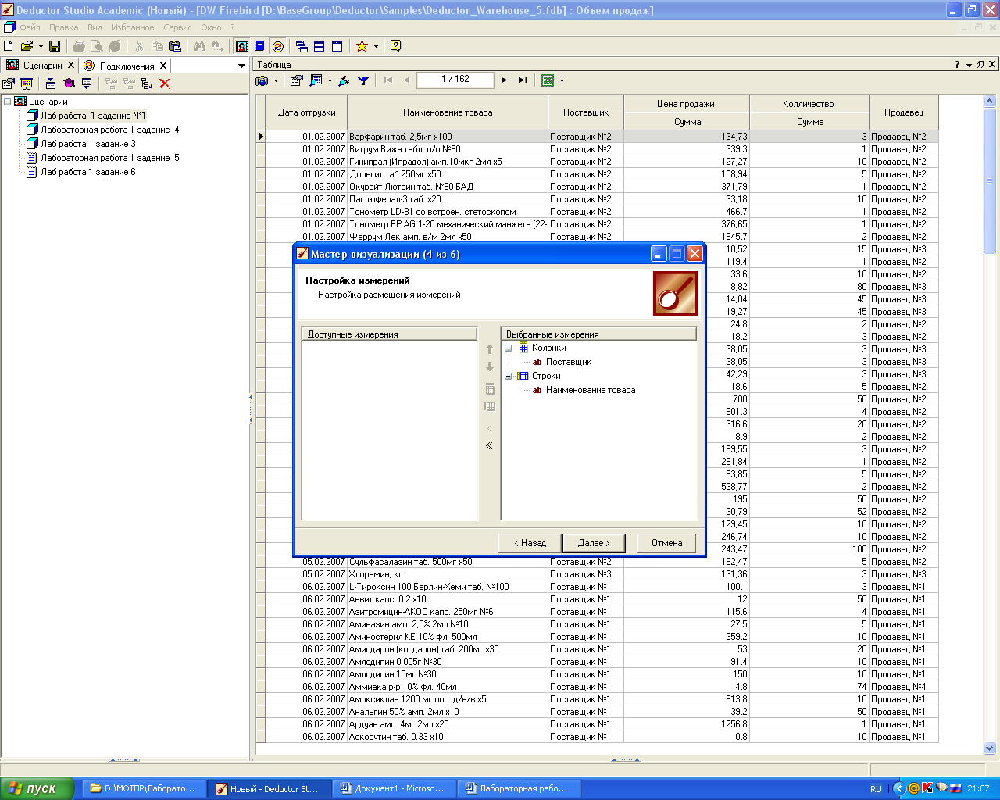 Deductor Studio Academic (Новый) - [DW Firebird [D:\BaseGroup\Deductor\Samples\Deductor_Warehouse_5.fdb] : Объем продаж]
Файл Правка Вид Избранное Сервис Окно ?
Сценарии X Подключения X
Сценарии
Лаб работа 1 задание №1
Лабораторная работа 1 задание 4
Лаб работа 1 задание 3
Лабораторная работа 1 задание 5
Лаб работа 1 задание 6
Таблица
1 / 162
Дата отгрузки Наименование товара Поставщик Цена продажи Колличество Продавец
Сумма Сумма
01.02.2007 Варфарин таб. 2,5мг x100 Поставщик №2 134,73 3 Продавец №2
01.02.2007 Витрум Вижн табл. п/о №60 Поставщик №2 339,3 1 Продавец №2
01.02.2007 Гинипрал (Ипрадол) амп.10мкг 2мл x5 Поставщик №2 127,27 10 Продавец №2
01.02.2007 Допегит таб.250мг x50 Поставщик №2 108,94 5 Продавец №2
01.02.2007 Окувайт Лютеин таб. №60 БАД Поставщик №2 371,79 1 Продавец №2
01.02.2007 Паглюферал-3 таб. x20 Поставщик №2 33,18 10 Продавец №2
01.02.2007 Тонометр LD-81 со встроен. стетоскопом Поставщик №2 466,7 1 Продавец №2
01.02.2007 Тонометр BP AG 1-20 механический манжета (22- Поставщик №2 376,65 1 Продавец №2
01.02.2007 Феррум Лек амп. в/м 2мл x50 Поставщик №2 1645,7 2 Продавец №2
10,52 15 Продавец №3
119,4 1 Продавец №2
33,6 10 Продавец №2
8,82 80 Продавец №3
14,04 45 Продавец №3
19,27 45 Продавец №3
24,8 2 Продавец №2
18,2 3 Продавец №2
38,05 3 Продавец №3
38,05 3 Продавец №3
42,29 3 Продавец №3
18,6 5 Продавец №2
700 50 Продавец №2
601,3 4 Продавец №2
316,6 20 Продавец №2
8,9 2 Продавец №2
169,55 3 Продавец №2
281,84 1 Продавец №2
83,85 5 Продавец №2
538,77 2 Продавец №2
195 50 Продавец №2
30,79 52 Продавец №2
129,45 10 Продавец №2
246,74 10 Продавец №2
243,47 100 Продавец №2
05.02.2007 Сульфасалазин таб. 500мг x50 Поставщик №2 182,47 5 Продавец №2
05.02.2007 Хлорамин, кг. Поставщик №3 131,36 3 Продавец №3
06.02.2007 L-Тироксин 100 Берлин-Хеми таб. №100 Поставщик №1 100,1 3 Продавец №1
06.02.2007 Аевит капс. 0.2 x10 Поставщик №1 12 50 Продавец №1
06.02.2007 Азитромицин-АКОС капс. 250мг №6 Поставщик №1 115,6 4 Продавец №1
06.02.2007 Аминазин амп. 2,5% 2мл №10 Поставщик №1 27,5 5 Продавец №1
06.02.2007 Аминостерил КЕ 10% фл. 500мл Поставщик №1 359,2 10 Продавец №1
06.02.2007 Амиодарон (кордарон) таб. 200мг x30 Поставщик №1 53 20 Продавец №1
06.02.2007 Амлодипин 0.005г №30 Поставщик №1 91,4 10 Продавец №1
06.02.2007 Амлодипин 10мг №30 Поставщик №1 150 10 Продавец №1
06.02.2007 Аммиака р-р 10% фл. 40мл Поставщик №1 4,8 74 Продавец №4
06.02.2007 Амоксиклав 1200 мг пор. д/в/в x5 Поставщик №1 813,8 10 Продавец №1
06.02.2007 Анальгин 50% амп. 2мл x10 Поставщик №1 39,2 50 Продавец №1
06.02.2007 Ардуан амп. 4мг 2мл x25 Поставщик №1 1256,8 1 Продавец №1
06.02.2007 Аскорутин таб. 0.33 x10 Поставщик №1 0,8 10 Продавец №1
Мастер визуализации (4 из 6)
Настройка измерений
Настройка размещения измерений
Доступные измерения Выбранные измерения
Колонки
ab Поставщик
Строки
ab Наименование товара
< Назад Далее > Отмена
пуск D:\МОТПР\Лаборато... Новый - Deductor St... Документ1 - Microso... Лабораторная рабо... RU 21:07